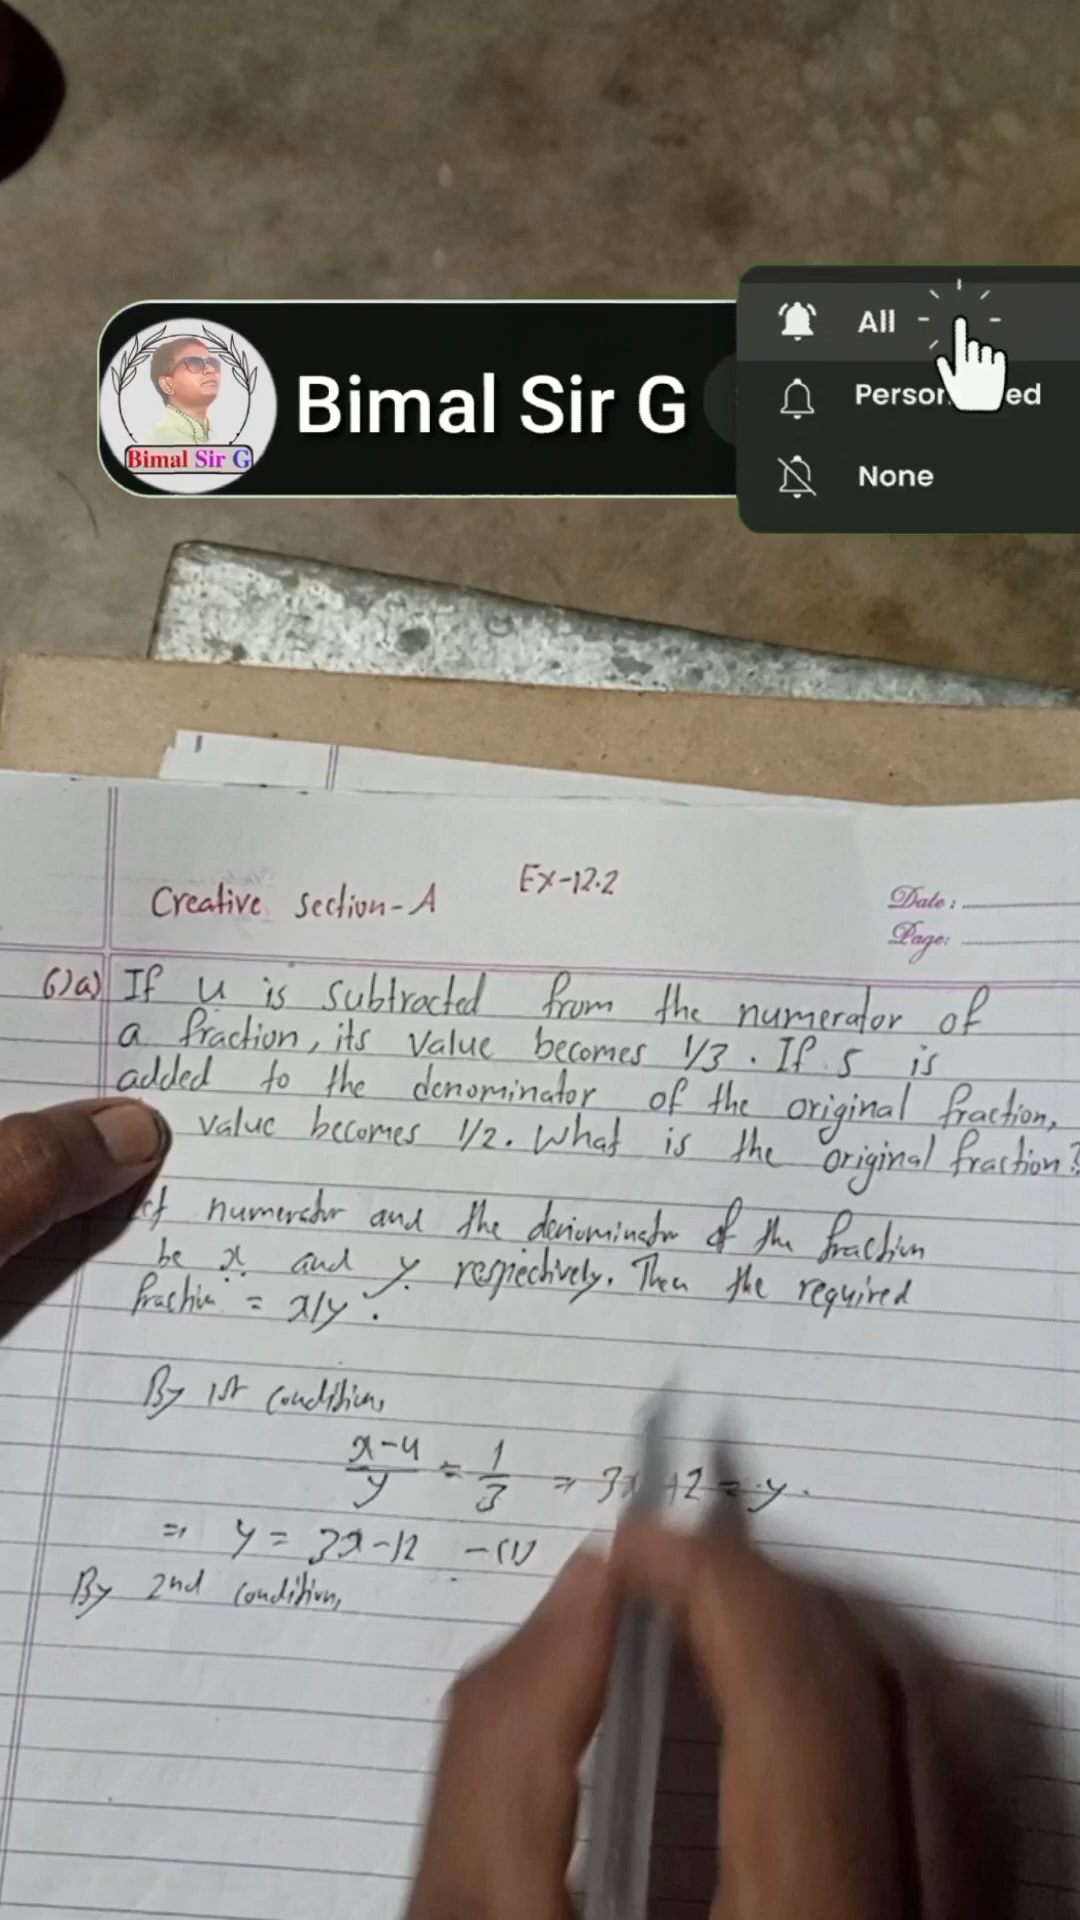 All
Bimal Sir G
Bimal Sir G
None
Creative section-A
Ex-12.2
Date:
Page:
6)a) If 4 is subtracted from the numerator of
a fraction, its value becomes 1/3. If 5 is
added to the denominator of the original fraction,
value becomes 1/2. What is the original fraction?
Let numerator and the denominator of the fraction
be x and y respectively. Then the required
fraction = x/y.
By 1st condition,
x-4/y = 1/3 ⇒ 3x 12 = y.
⇒ y = 3x-12 -(1)
By 2nd condition,